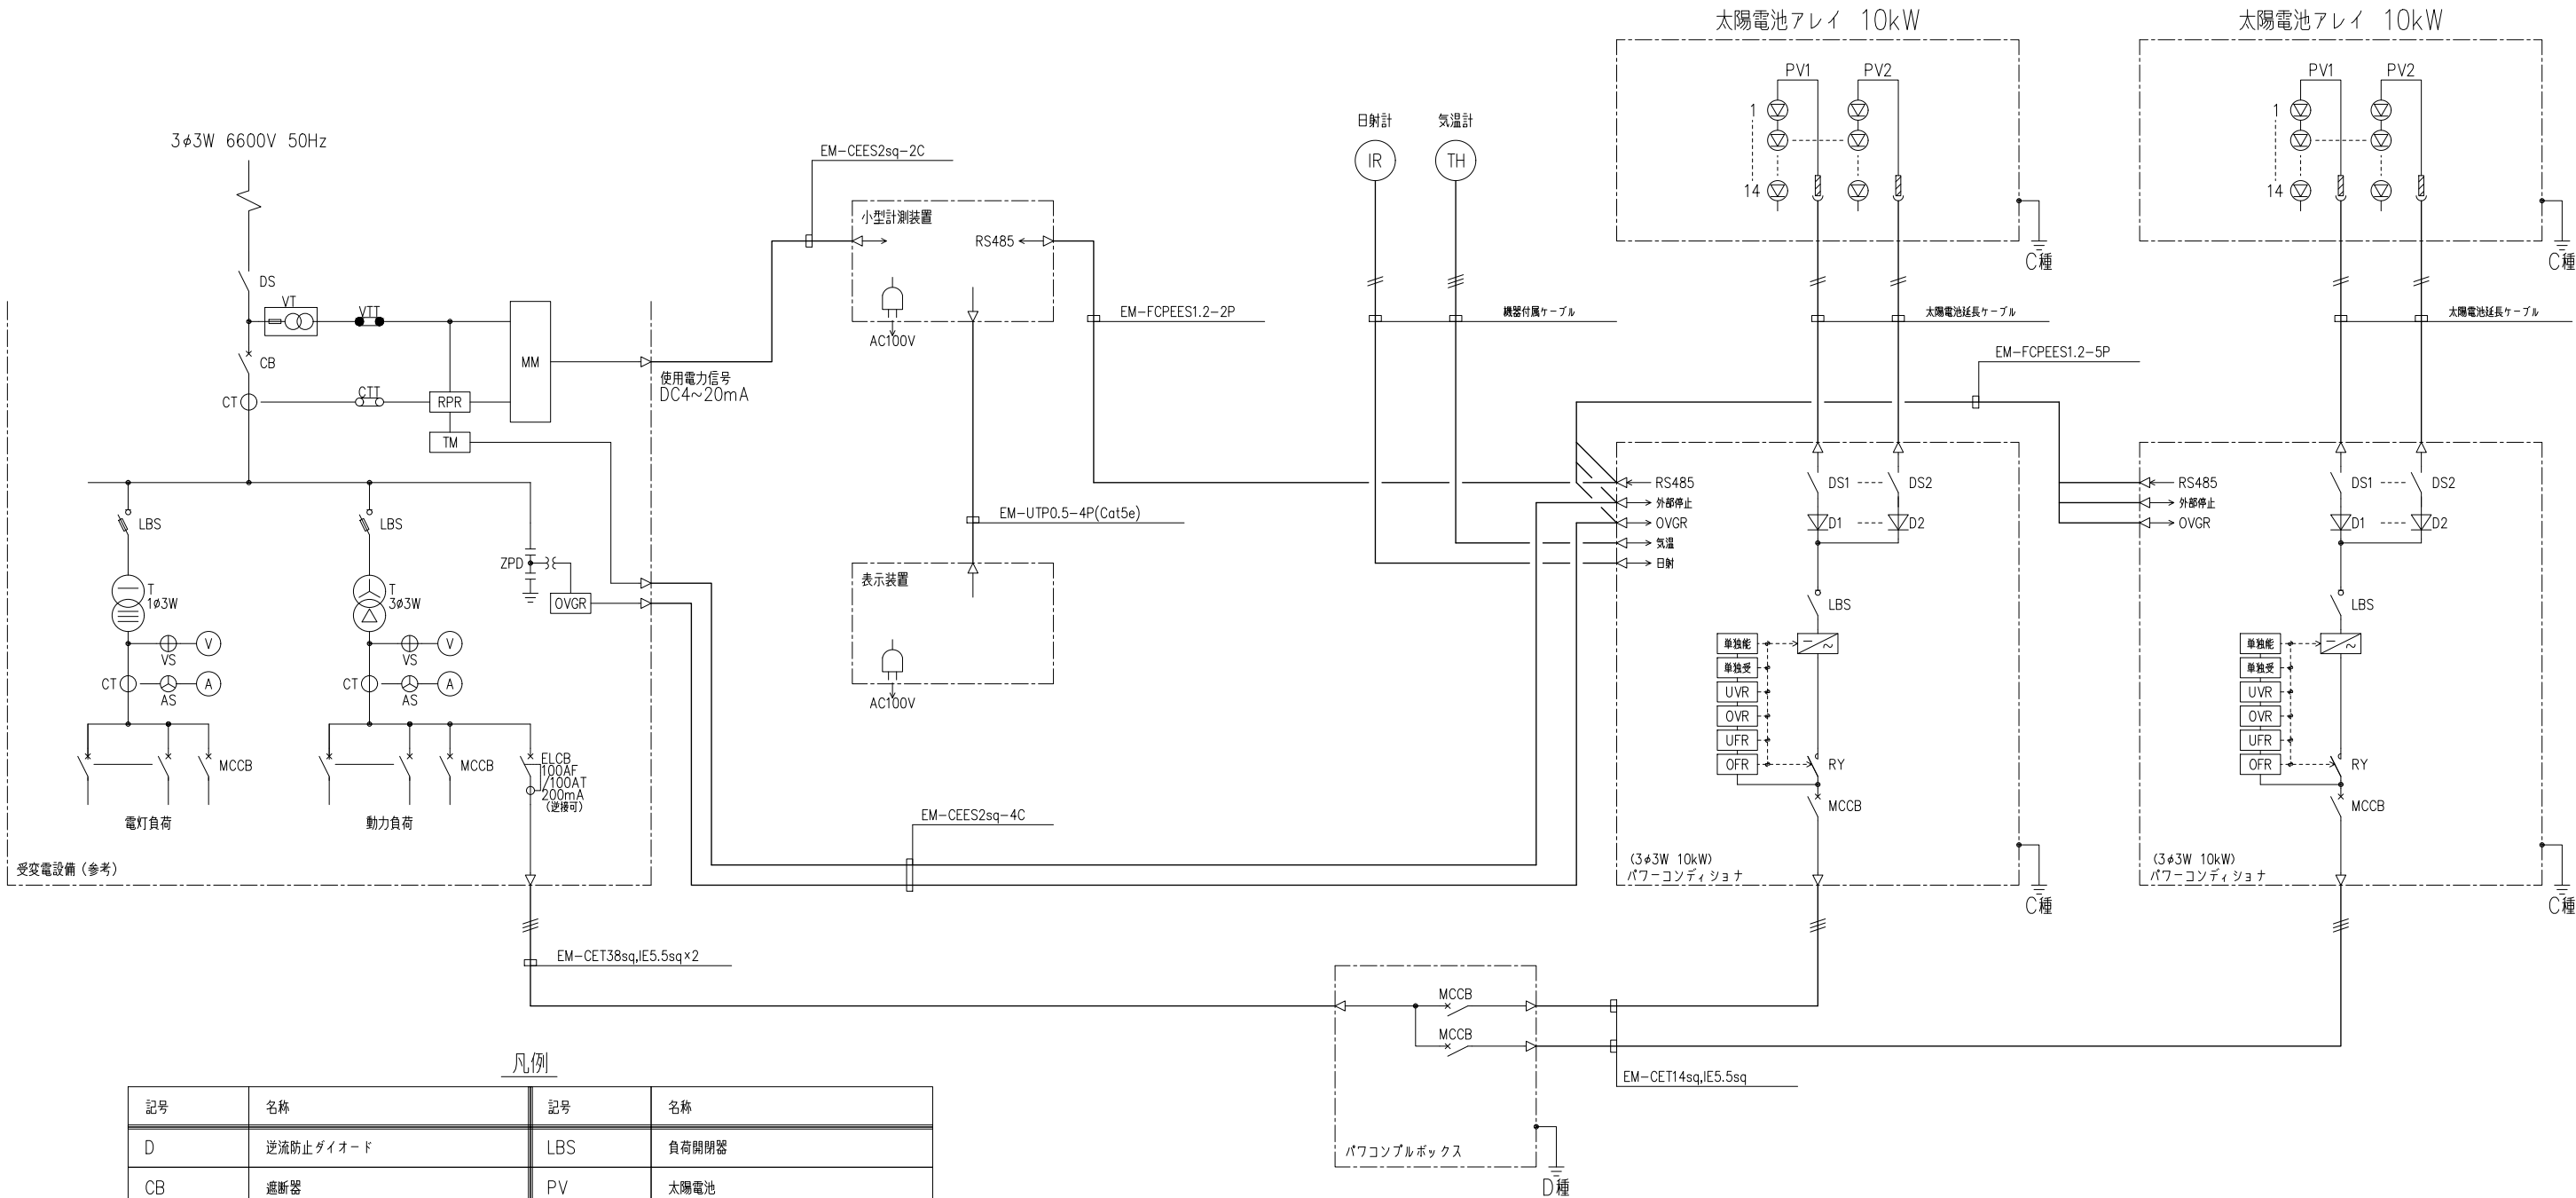 太陽電池アレイ 10kW
太陽電池アレイ 10kW
PV1
PV2
1
14
PV1
PV2
1
14
C種
C種
3φ3W 6600V 50Hz
DS
VT
VTT
CB
CT
CTT
RPR
MM
TM
使用電力信号
DC4~20mA
EM-CEES2sq-2C
小型計測装置
RS485
AC100V
EM-FCPEES1.2-2P
日射計
IR
気温計
TH
機器付属ケーブル
太陽電池延長ケーブル
太陽電池延長ケーブル
EM-FCPEES1.2-5P
EM-UTP0.5-4P(Cat5e)
表示装置
AC100V
LBS
LBS
ZPD
OVGR
T
1φ3W
T
3φ3W
V
VS
V
VS
CT
A
AS
CT
A
AS
MCCB
MCCB
ELCB
100AF
/100AT
200mA
(逆接可)
電灯負荷
動力負荷
受変電設備(参考)
EM-CEES2sq-4C
EM-CET38sq,IE5.5sq×2
RS485
外部停止
OVGR
気温
日射
DS1
DS2
D1
D2
LBS
単独能
単独受
UVR
OVR
UFR
OFR
RY
MCCB
(3φ3W 10kW)
パワーコンディショナ
C種
RS485
外部停止
OVGR
DS1
DS2
D1
D2
LBS
単独能
単独受
UVR
OVR
UFR
OFR
RY
MCCB
(3φ3W 10kW)
パワーコンディショナ
C種
MCCB
MCCB
EM-CET14sq,IE5.5sq
パワコンプルボックス
D種
凡例
記号 名称 記号 名称
D 逆流防止ダイオード LBS 負荷開閉器
CB 遮断器 PV 太陽電池